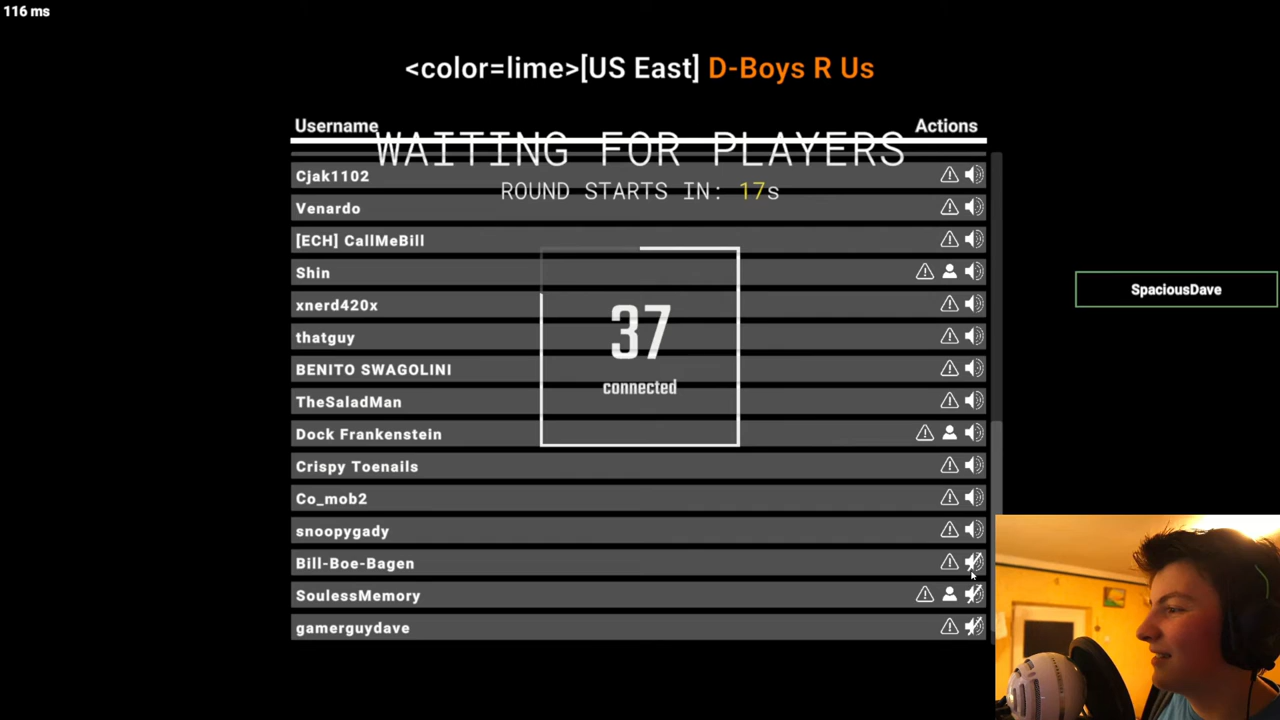 116 ms
<color=lime>[US East] D-Boys R Us
Username
Actions
WAITING FOR PLAYERS
Cjak1102
ROUND STARTS IN: 17s
Venardo
[ECH] CallMeBill
Shin
SpaciousDave
xnerd420x
37
thatguy
BENITO SWAGOLINI
connected
TheSaladMan
Dock Frankenstein
Crispy Toenails
Co_mob2
snoopygady
Bill-Boe-Bagen
SoulessMemory
gamerguydave